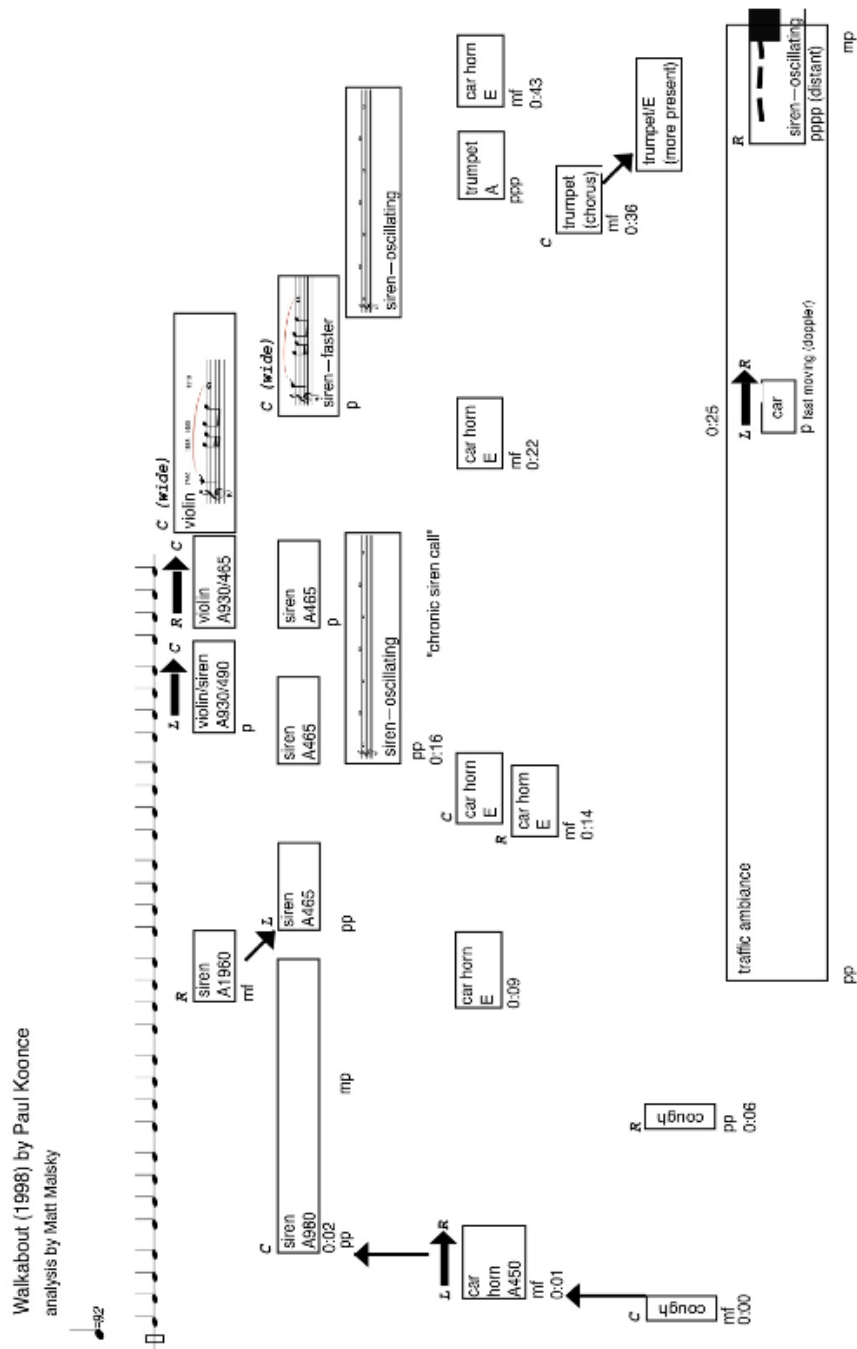 Walkabout (1998) by Paul Koonce
analysis by Matt Malsky
=92
R
siren
A1960
mf
L
C
violin/siren
A930/490
p
R
C
violin
A930/465
C (wide)
violin
C
siren
A980
0:02
pp
mp
L
siren
A465
pp
siren
A465
siren
A465
p
C (wide)
siren—faster
p
siren—oscillating
pp
0:16
"chronic siren call"
siren—oscillating
L
R
car
horn
A450
mf
0:01
car horn
E
0:09
C
car horn
E
R
car horn
E
mf
0:14
car horn
E
mf
0:22
trumpet
A
ppp
car horn
E
mf
0:43
C
trumpet
(chorus)
mf
0:36
trumpet/E
(more present)
C
cough
mf
0:00
R
cough
pp
0:06
traffic ambiance
pp
0:25
L
R
car
p fast moving (doppler)
R
siren—oscillating
pppp (distant)
mp